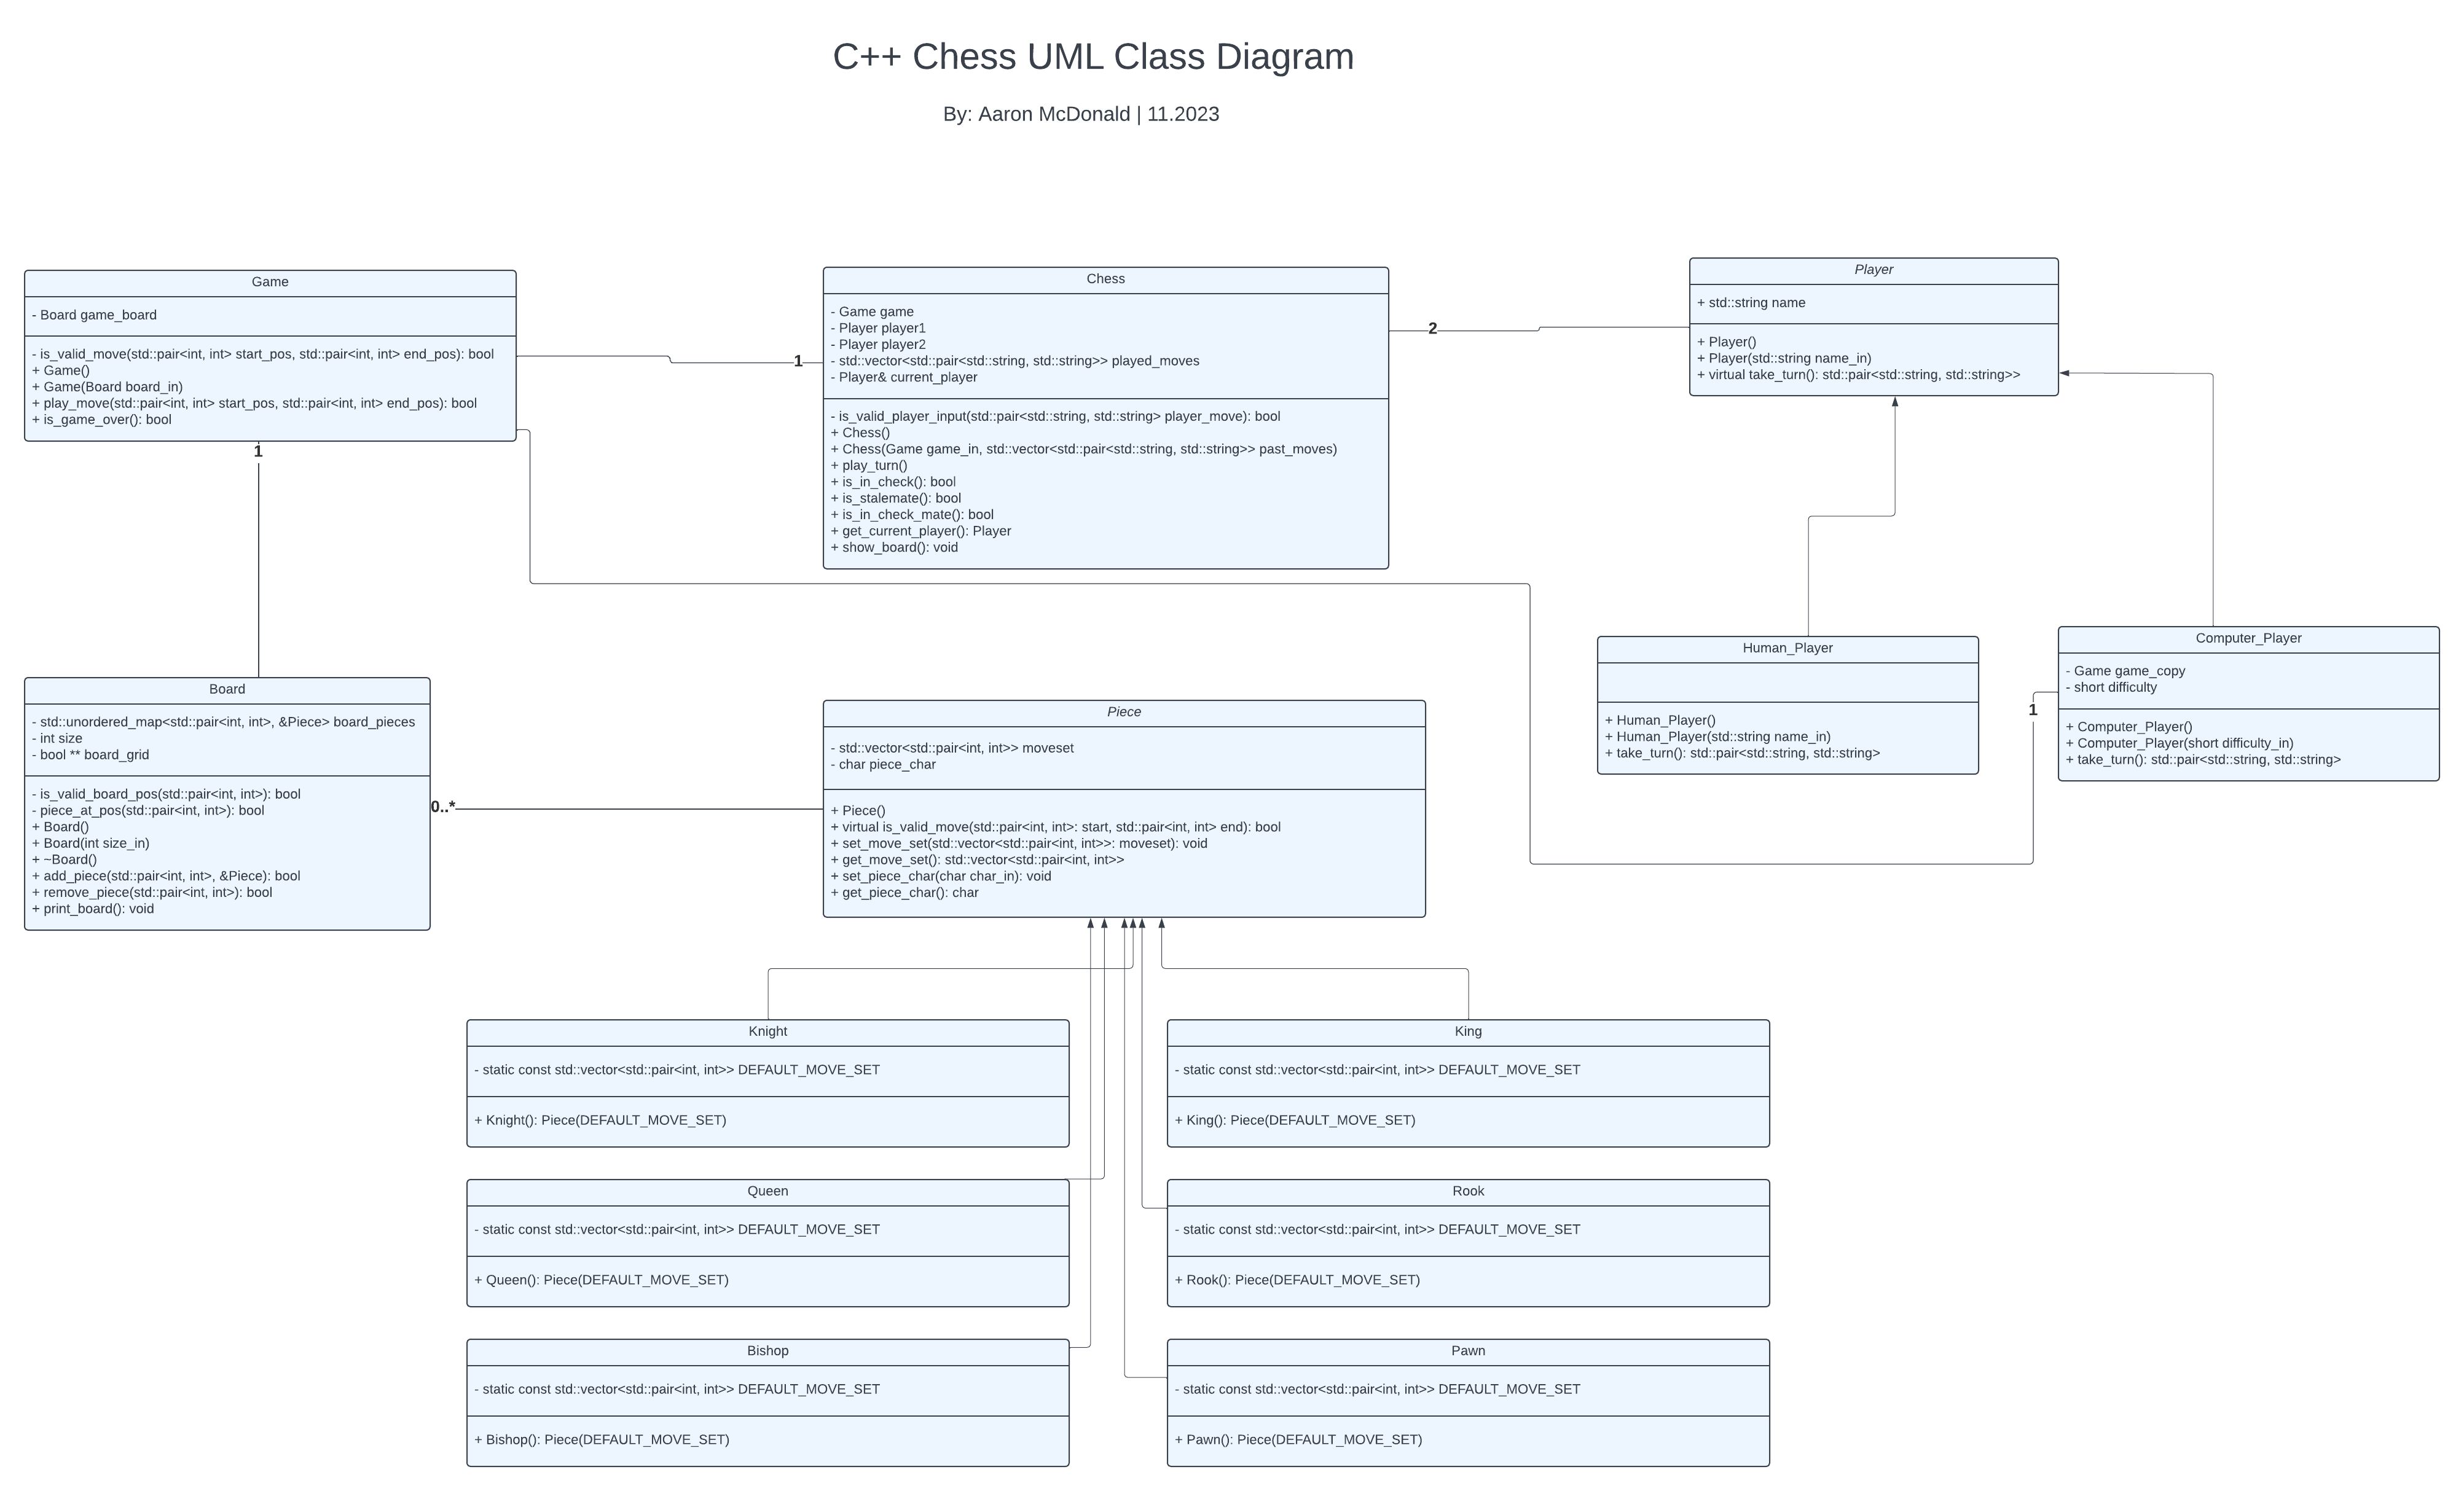 C++ Chess UML Class Diagram
By: Aaron McDonald | 11.2023
Game
- Board game_board
- is_valid_move(std::pair<int, int> start_pos, std::pair<int, int> end_pos): bool
+ Game()
+ Game(Board board_in)
+ play_move(std::pair<int, int> start_pos, std::pair<int, int> end_pos): bool
+ is_game_over(): bool
1
1
Chess
- Game game
- Player player1
- Player player2
- std::vector<std::pair<std::string, std::string>> played_moves
- Player& current_player
- is_valid_player_input(std::pair<std::string, std::string> player_move): bool
+ Chess()
+ Chess(Game game_in, std::vector<std::pair<std::string, std::string>> past_moves)
+ play_turn()
+ is_in_check(): bool
+ is_stalemate(): bool
+ is_in_check_mate(): bool
+ get_current_player(): Player
+ show_board(): void
2
Player
+ std::string name
+ Player()
+ Player(std::string name_in)
+ virtual take_turn(): std::pair<std::string, std::string>>
Human_Player
+ Human_Player()
+ Human_Player(std::string name_in)
+ take_turn(): std::pair<std::string, std::string>
1
Computer_Player
- Game game_copy
- short difficulty
+ Computer_Player()
+ Computer_Player(short difficulty_in)
+ take_turn(): std::pair<std::string, std::string>
Board
- std::unordered_map<std::pair<int, int>, &Piece> board_pieces
- int size
- bool ** board_grid
- is_valid_board_pos(std::pair<int, int>): bool
- piece_at_pos(std::pair<int, int>): bool
+ Board()
+ Board(int size_in)
+ ~Board()
+ add_piece(std::pair<int, int>, &Piece): bool
+ remove_piece(std::pair<int, int>): bool
+ print_board(): void
0..*
Piece
- std::vector<std::pair<int, int>> moveset
- char piece_char
+ Piece()
+ virtual is_valid_move(std::pair<int, int>: start, std::pair<int, int> end): bool
+ set_move_set(std::vector<std::pair<int, int>>: moveset): void
+ get_move_set(): std::vector<std::pair<int, int>>
+ set_piece_char(char char_in): void
+ get_piece_char(): char
Knight
- static const std::vector<std::pair<int, int>> DEFAULT_MOVE_SET
+ Knight(): Piece(DEFAULT_MOVE_SET)
King
- static const std::vector<std::pair<int, int>> DEFAULT_MOVE_SET
+ King(): Piece(DEFAULT_MOVE_SET)
Queen
- static const std::vector<std::pair<int, int>> DEFAULT_MOVE_SET
+ Queen(): Piece(DEFAULT_MOVE_SET)
Rook
- static const std::vector<std::pair<int, int>> DEFAULT_MOVE_SET
+ Rook(): Piece(DEFAULT_MOVE_SET)
Bishop
- static const std::vector<std::pair<int, int>> DEFAULT_MOVE_SET
+ Bishop(): Piece(DEFAULT_MOVE_SET)
Pawn
- static const std::vector<std::pair<int, int>> DEFAULT_MOVE_SET
+ Pawn(): Piece(DEFAULT_MOVE_SET)